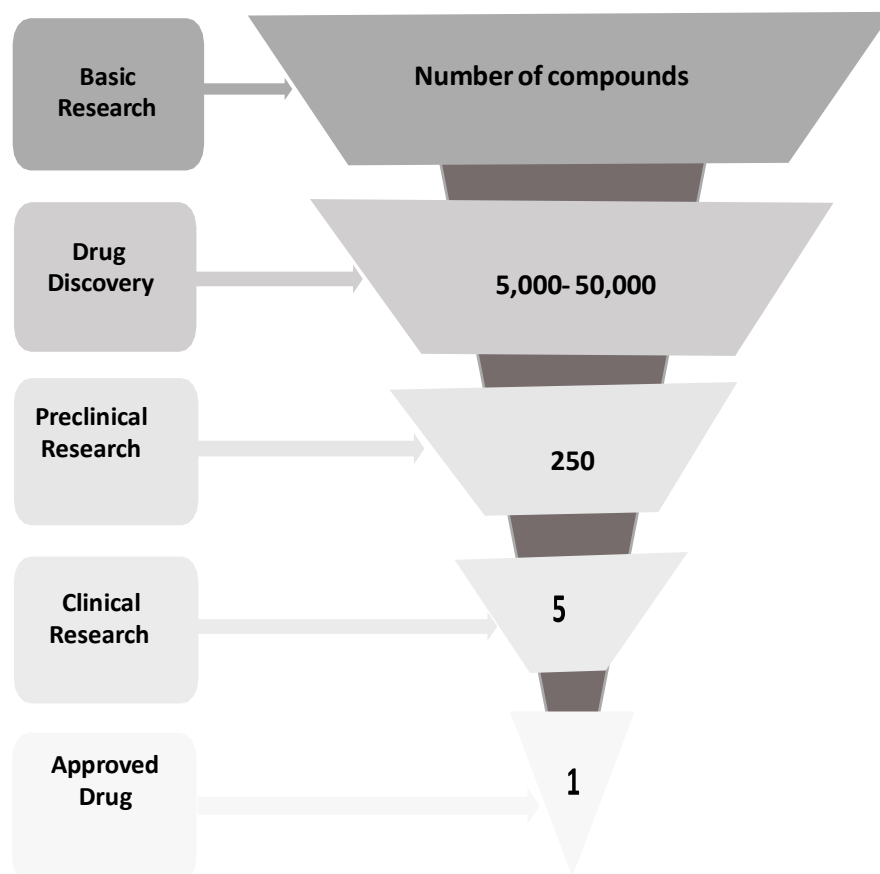 Basic
Research
Number of compounds
Drug
Discovery
5,000- 50,000
Preclinical
Research
250
Clinical
Research
5
Approved
Drug
1